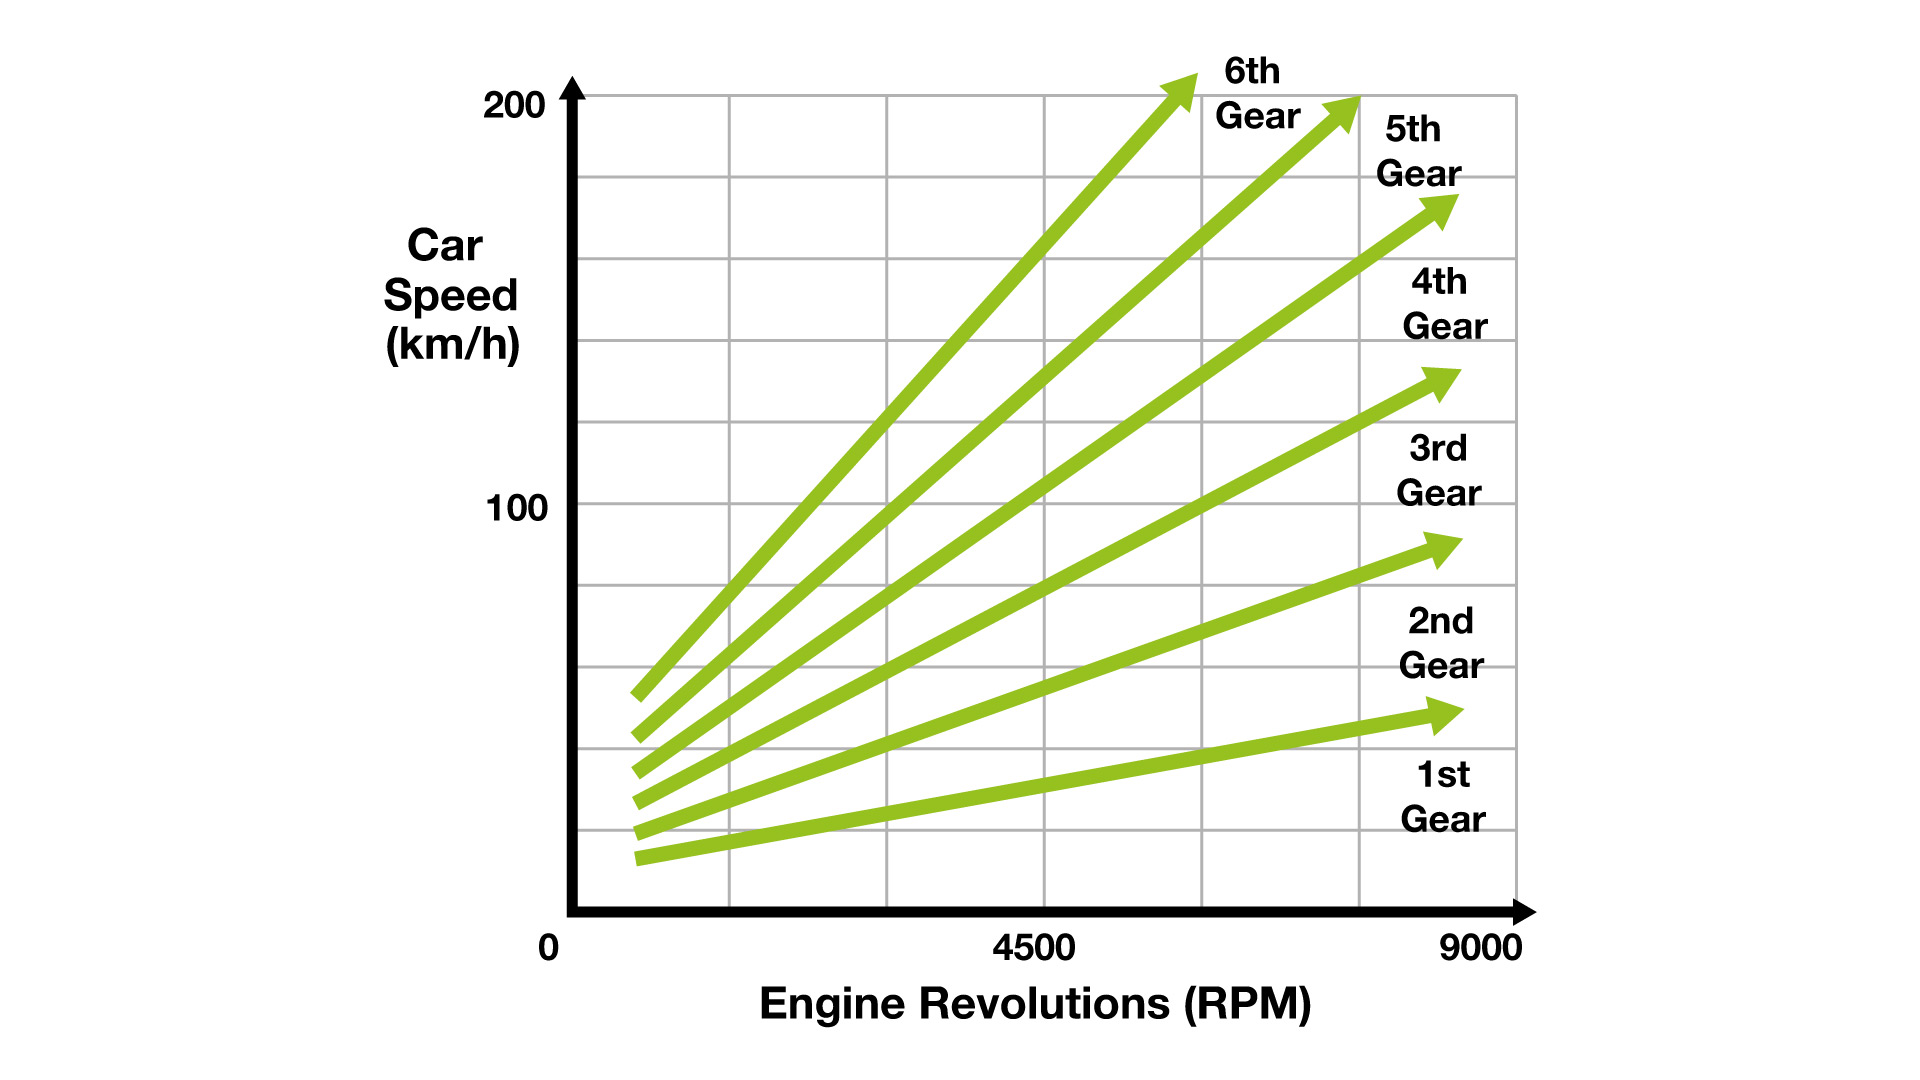 6th
Gear
200
5th
Gear
Car
Speed
(km/h)
4th
Gear
3rd
Gear
100
2nd
Gear
1st
Gear
0
4500
9000
Engine Revolutions (RPM)